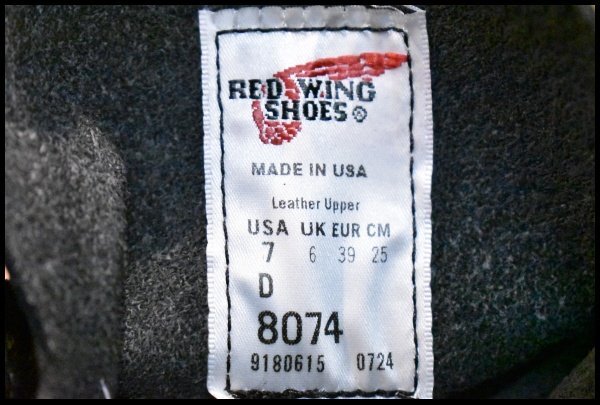 RED WING
SHOES®
MADE IN USA
Leather Upper
USA UK EUR CM
7 6 39 25
D
8074
9180615 0724